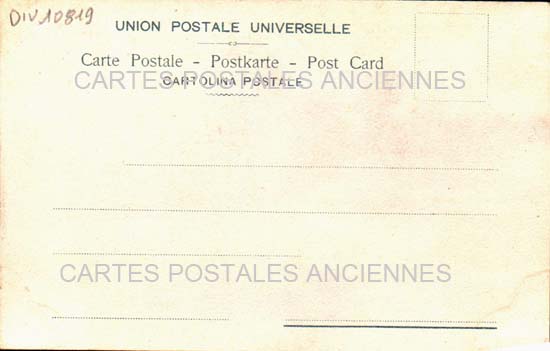 DIV10819
UNION POSTALE UNIVERSELLE
Carte Postale - Postkarte - Post Card
CARTES POSTALES ANCIENNES
CARTOLINA POSTALE
CARTES POSTALES ANCIENNES